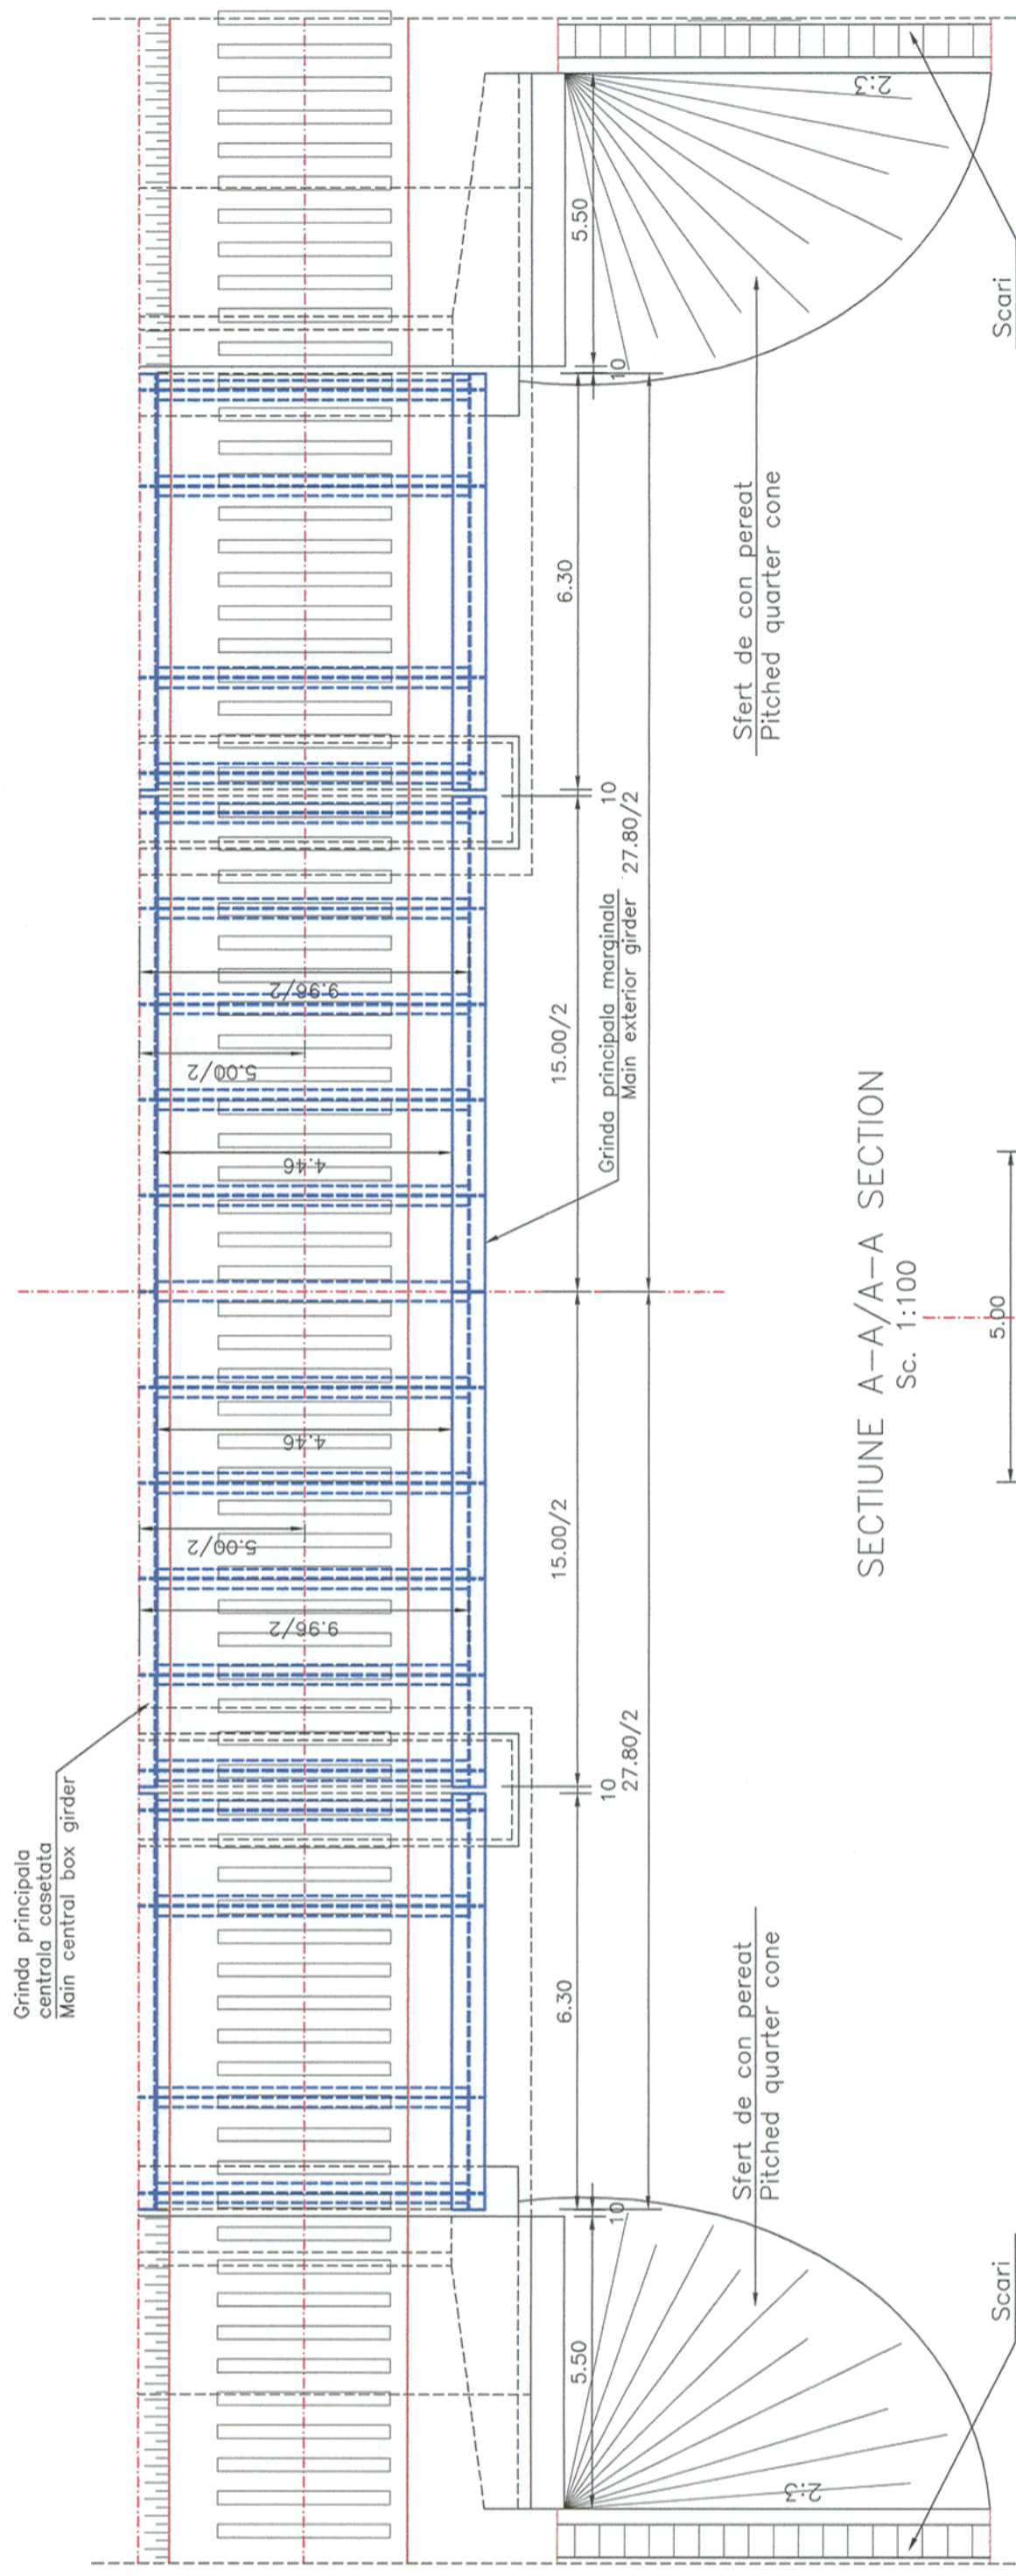 Grinda principala
centrala casetata
Main central box girder
9.96/2
5.00/2
4.46
4.46
5.00/2
9.96/2
5.50
10
6.30
10
15.00/2
15.00/2
10
6.30
10
5.50
27.80/2
27.80/2
Grinda principala marginala
Main exterior girder
2:3
2:3
Sfert de con pereat
Pitched quarter cone
Sfert de con pereat
Pitched quarter cone
SECTIUNE A-A/A-A SECTION
Sc. 1:100
Scari
Scari
5.00